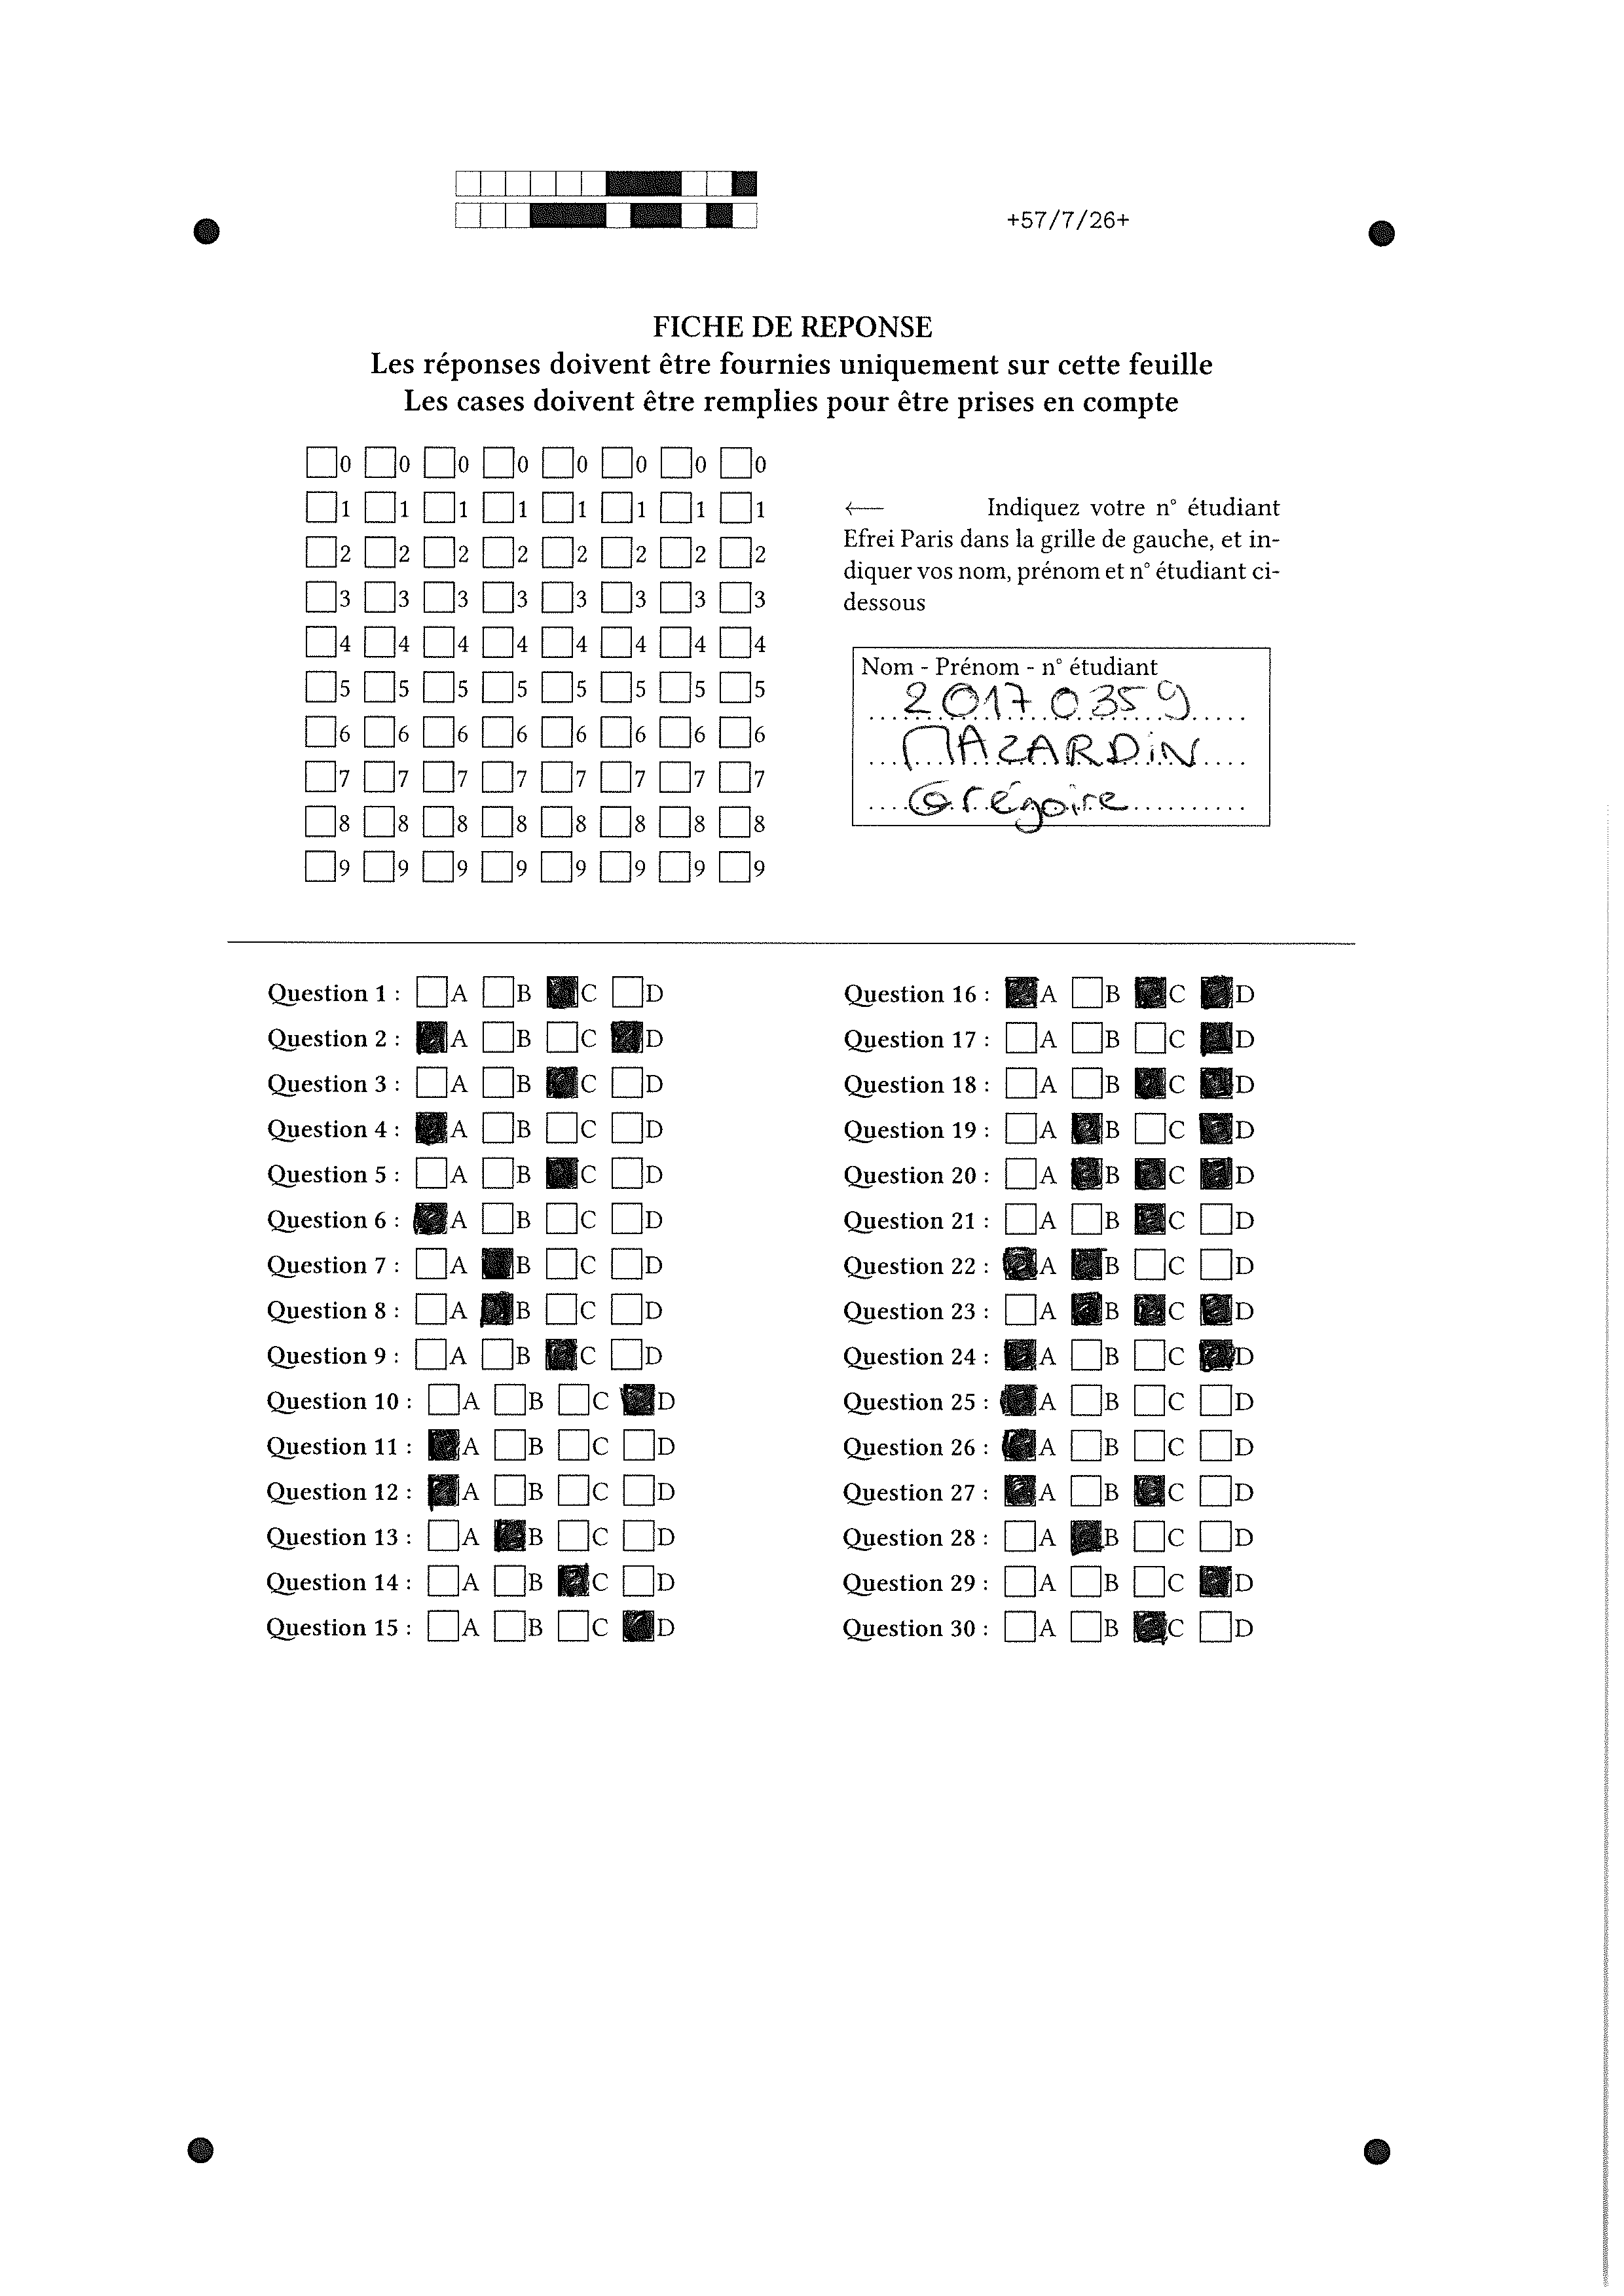 +57/7/26+
FICHE DE REPONSE
Les réponses doivent être fournies uniquement sur cette feuille
Les cases doivent être remplies pour être prises en compte
0 0 0 0 0 0 0 0
1 1 1 1 1 1 1 1
2 2 2 2 2 2 2 2
3 3 3 3 3 3 3 3
4 4 4 4 4 4 4 4
5 5 5 5 5 5 5 5
6 6 6 6 6 6 6 6
7 7 7 7 7 7 7 7
8 8 8 8 8 8 8 8
9 9 9 9 9 9 9 9
← Indiquez votre n° étudiant
Efrei Paris dans la grille de gauche, et in-
diquer vos nom, prénom et n° étudiant ci-
dessous
Nom - Prénom - n° étudiant
2017 0359
MAZARDiN
Grégoire
Question 1 : A B C D
Question 2 : A B C D
Question 3 : A B C D
Question 4 : A B C D
Question 5 : A B C D
Question 6 : A B C D
Question 7 : A B C D
Question 8 : A B C D
Question 9 : A B C D
Question 10 : A B C D
Question 11 : A B C D
Question 12 : A B C D
Question 13 : A B C D
Question 14 : A B C D
Question 15 : A B C D
Question 16 : A B C D
Question 17 : A B C D
Question 18 : A B C D
Question 19 : A B C D
Question 20 : A B C D
Question 21 : A B C D
Question 22 : A B C D
Question 23 : A B C D
Question 24 : A B C D
Question 25 : A B C D
Question 26 : A B C D
Question 27 : A B C D
Question 28 : A B C D
Question 29 : A B C D
Question 30 : A B C D